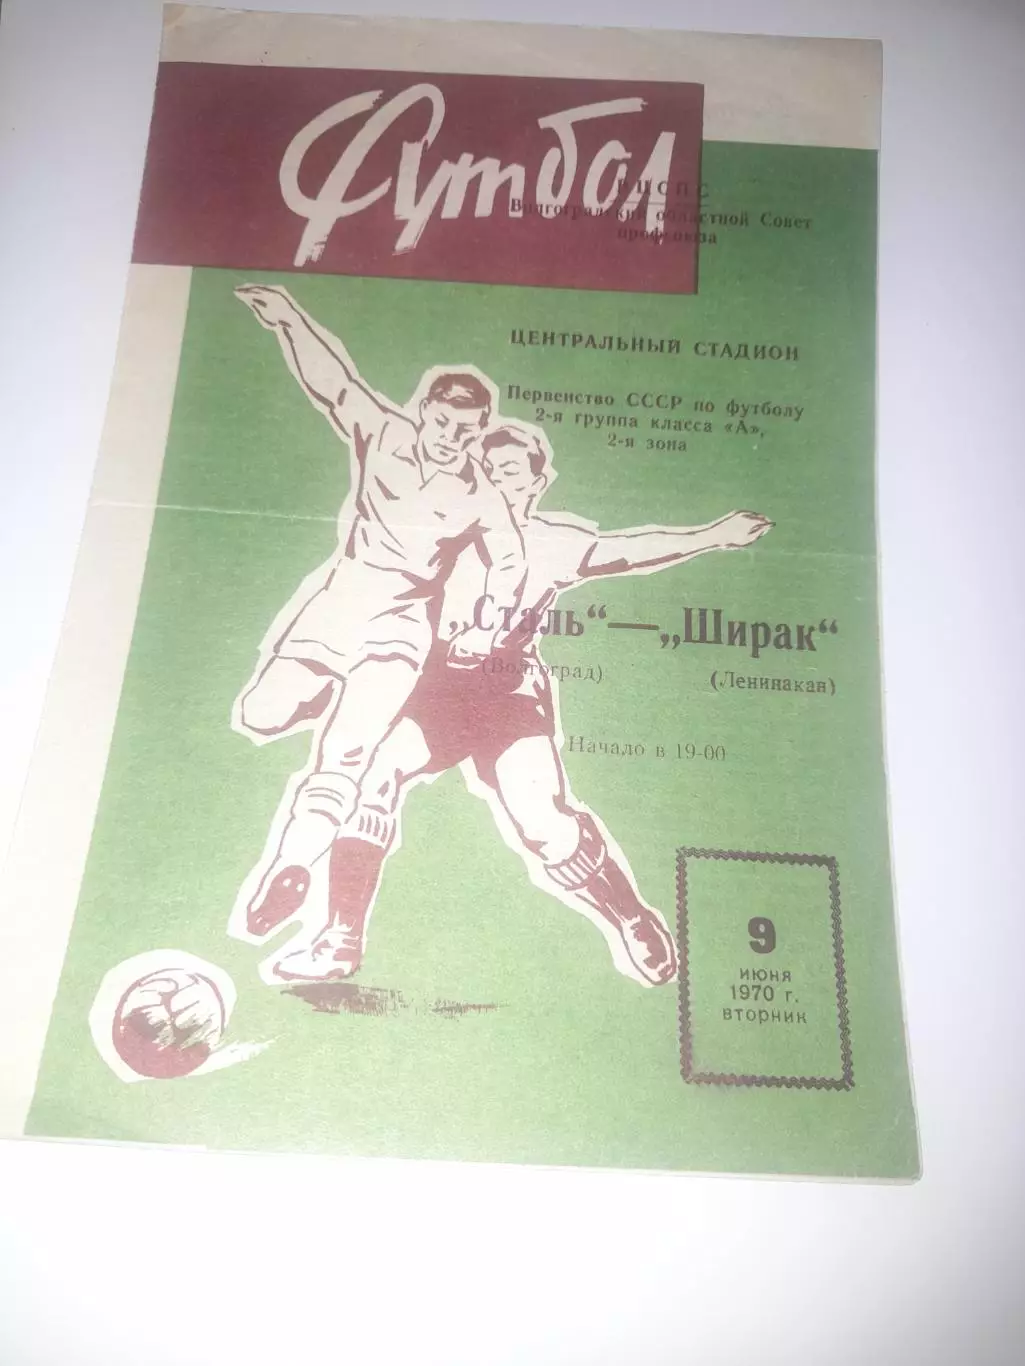 Футбол
ВЦСПС
Волгоградский областной Совет
профсоюза
ЦЕНТРАЛЬНЫЙ СТАДИОН
Первенство СССР по футболу
2-я группа класса «А»,
2-я зона
„Сталь“—„Ширак“
(Волгоград) (Ленинакан)
Начало в 19-00
9
июня
1970 г.
вторник